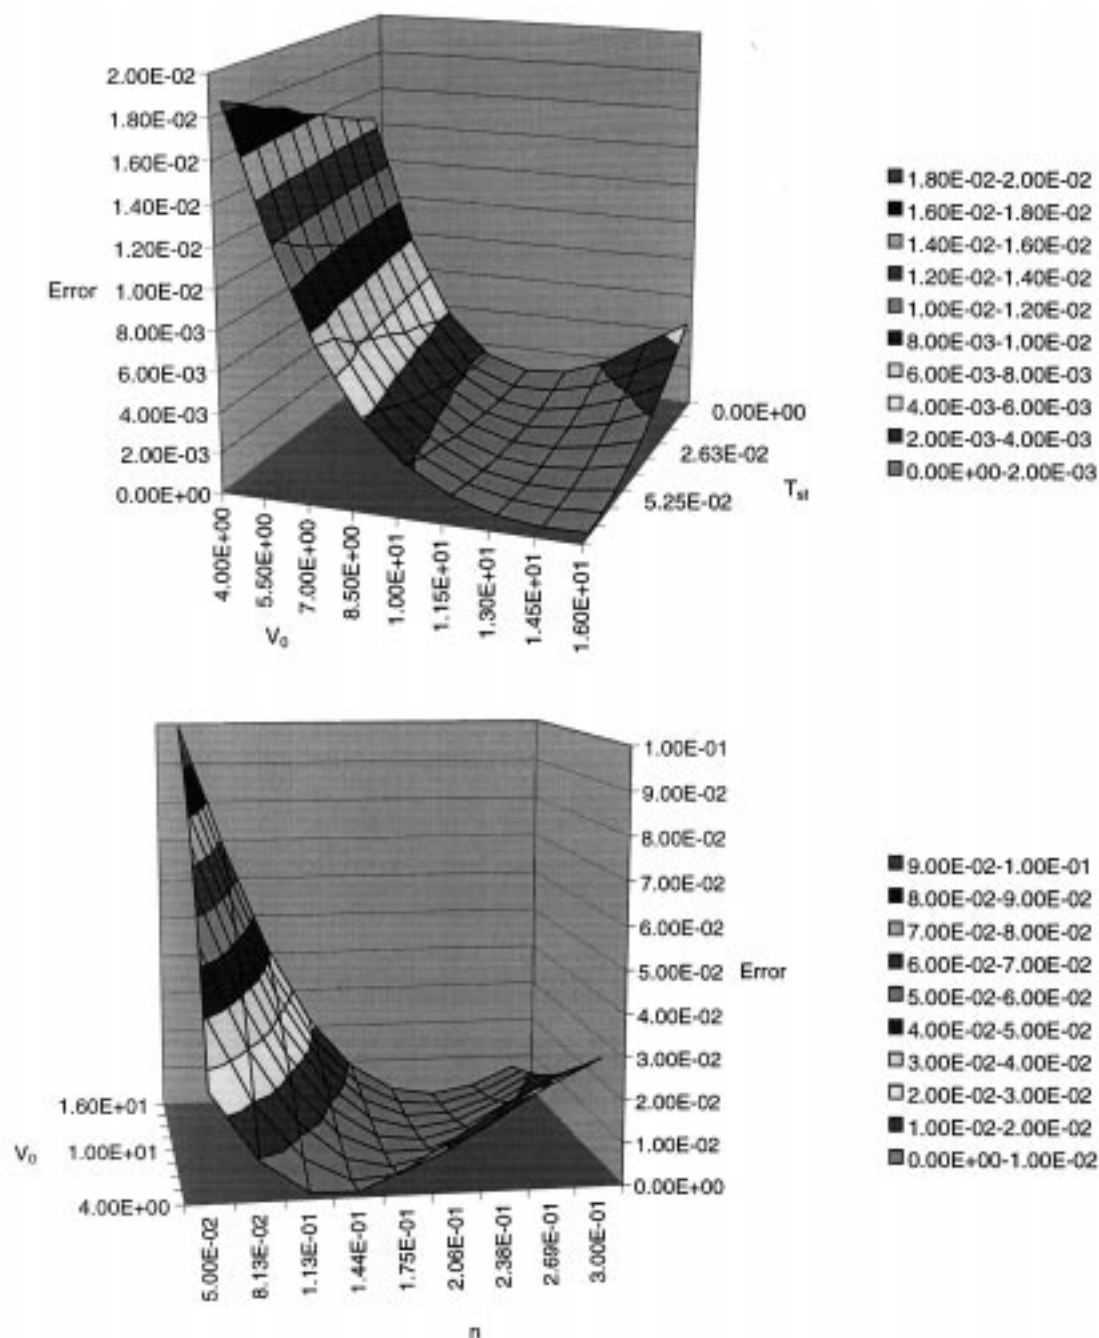 2.00E-02
1.80E-02
1.60E-02
1.40E-02
1.20E-02
Error
1.00E-02
8.00E-03
6.00E-03
4.00E-03
2.00E-03
0.00E+00
4.00E+00
5.50E+00
7.00E+00
8.50E+00
1.00E+01
1.15E+01
1.30E+01
1.45E+01
1.60E+01
V₀
0.00E+00
2.63E-02
5.25E-02
Tst
1.80E-02-2.00E-02
1.60E-02-1.80E-02
1.40E-02-1.60E-02
1.20E-02-1.40E-02
1.00E-02-1.20E-02
8.00E-03-1.00E-02
6.00E-03-8.00E-03
4.00E-03-6.00E-03
2.00E-03-4.00E-03
0.00E+00-2.00E-03
1.00E-01
9.00E-02
8.00E-02
7.00E-02
6.00E-02
5.00E-02 Error
4.00E-02
3.00E-02
2.00E-02
1.00E-02
0.00E+00
1.60E+01
V₀ 1.00E+01
4.00E+00
5.00E-02
8.13E-02
1.13E-01
1.44E-01
1.75E-01
2.06E-01
2.38E-01
2.69E-01
3.00E-01
n
9.00E-02-1.00E-01
8.00E-02-9.00E-02
7.00E-02-8.00E-02
6.00E-02-7.00E-02
5.00E-02-6.00E-02
4.00E-02-5.00E-02
3.00E-02-4.00E-02
2.00E-02-3.00E-02
1.00E-02-2.00E-02
0.00E+00-1.00E-02